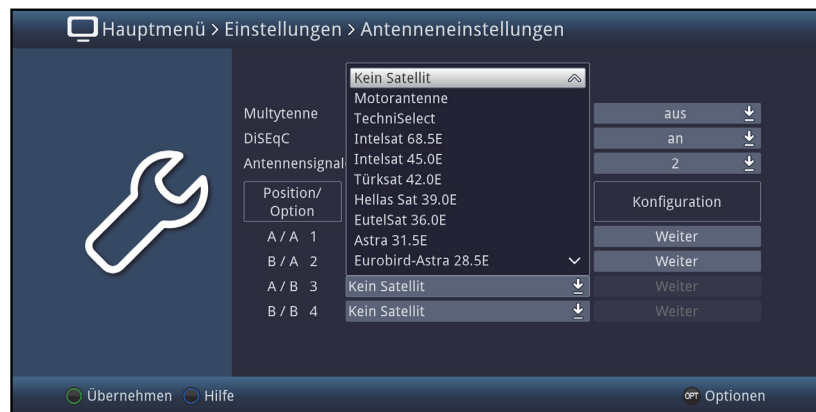 Hauptmenü > Einstellungen > Antenneneinstellungen
Kein Satellit
Motorantenne
TechniSelect
Intelsat 68.5E
Intelsat 45.0E
Türksat 42.0E
Hellas Sat 39.0E
EutelSat 36.0E
Astra 31.5E
Eurobird-Astra 28.5E
Multytenne aus
DiSEqC an
Antennensignal 2
Position/
Option
Konfiguration
A / A 1 Weiter
B / A 2 Weiter
A / B 3 Kein Satellit Weiter
B / B 4 Kein Satellit Weiter
Übernehmen Hilfe OPT Optionen